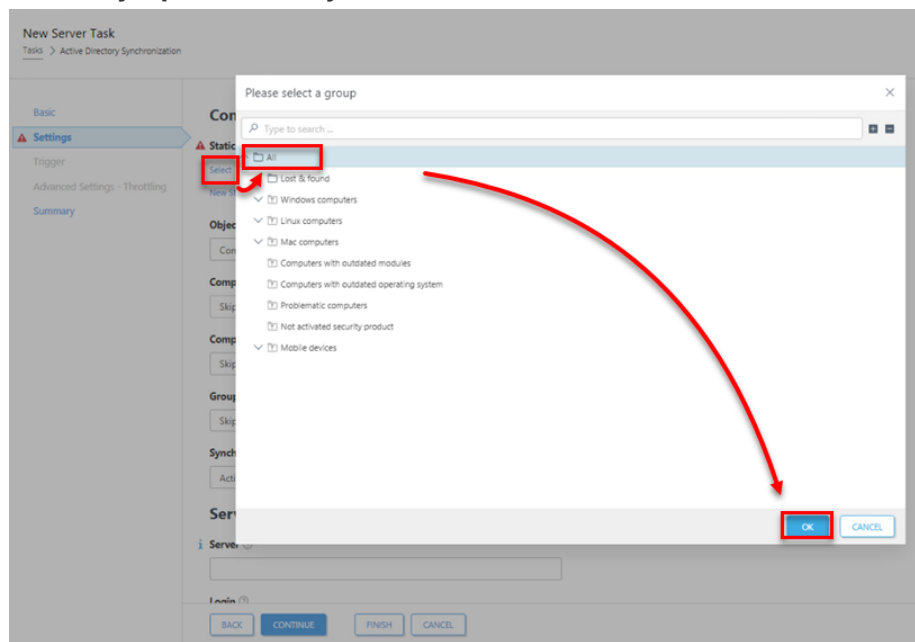 New Server Task
Tasks > Active Directory Synchronization
Please select a group
Type to search ...
Basic
Settings
Trigger
Advanced Settings - Throttling
Summary
Con
Static
Select
New St
All
Lost & found
Windows computers
Linux computers
Mac computers
Computers with outdated modules
Computers with outdated operating system
Problematic computers
Not activated security product
Mobile devices
Objec
Con
Comp
Skip
Comp
Skip
Group
Skip
Synch
Acti
Serv
OK
CANCEL
Server
Login
BACK
CONTINUE
FINISH
CANCEL